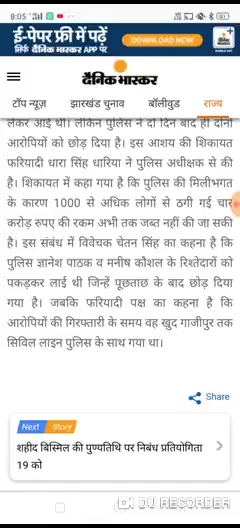 8:05
ई-पेपर फ्री में पढ़ें
सिर्फ दैनिक भास्कर APP पर
DOWNLOAD NOW
दैनिक भास्कर
टॉप न्यूज़ झारखंड चुनाव बॉलीवुड राज्य
लेकर आई थी। लेकिन पुलिस ने दो दिन बाद ही दोनों
आरोपियों को छोड़ दिया है। इस आशय की शिकायत
फरियादी धारा सिंह धारिया ने पुलिस अधीक्षक से की
है। शिकायत में कहा गया है कि पुलिस की मिलीभगत
के कारण 1000 से अधिक लोगों से ठगी गई चार
करोड़ रुपए की रकम अभी तक जब्त नहीं की जा सकी
है। इस संबंध में विवेचक चेतन सिंह का कहना है कि
पुलिस ज्ञानेश पाठक व मनीष कौशल के रिश्तेदारों को
पकड़कर लाई थी जिन्हें पूछताछ के बाद छोड़ दिया
गया है। जबकि फरियादी पक्ष का कहना है कि
आरोपियों की गिरफ्तारी के समय वह खुद गाजीपुर तक
सिविल लाइन पुलिस के साथ गया था।
Share
Next Story
शहीद बिस्मिल की पुण्यतिथि पर निबंध प्रतियोगिता
19 को
DU RECORDER